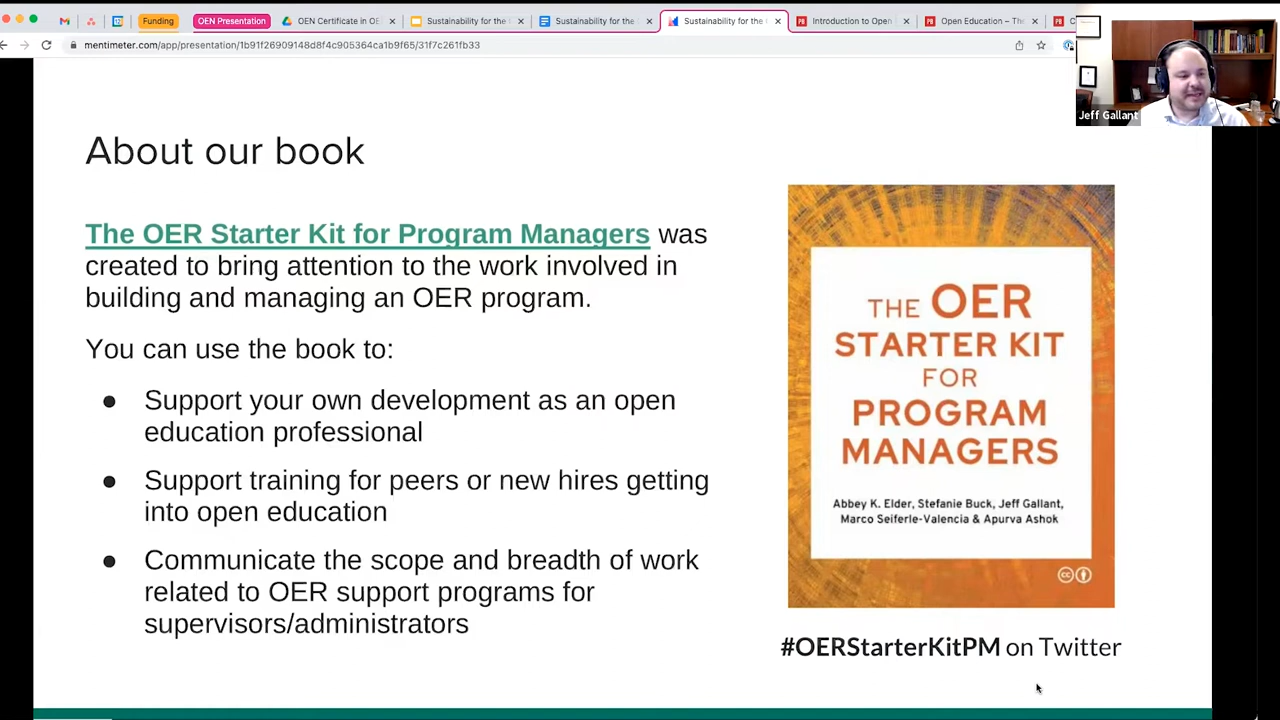 Funding
OEN Presentation
OEN Certificate in OE
Sustainability for the
Sustainability for the
Sustainability for the
Introduction to Open
Open Education – The
mentimeter.com/app/presentation/1b91f26909148d8f4c905364ca1b9f65/31f7c261fb33
Jeff Gallant
About our book
The OER Starter Kit for Program Managers was
created to bring attention to the work involved in
building and managing an OER program.
You can use the book to:
● Support your own development as an open
education professional
● Support training for peers or new hires getting
into open education
● Communicate the scope and breadth of work
related to OER support programs for
supervisors/administrators
THE OER
STARTER KIT
FOR
PROGRAM
MANAGERS
Abbey K. Elder, Stefanie Buck, Jeff Gallant,
Marco Seiferle-Valencia & Apurva Ashok
#OERStarterKitPM on Twitter